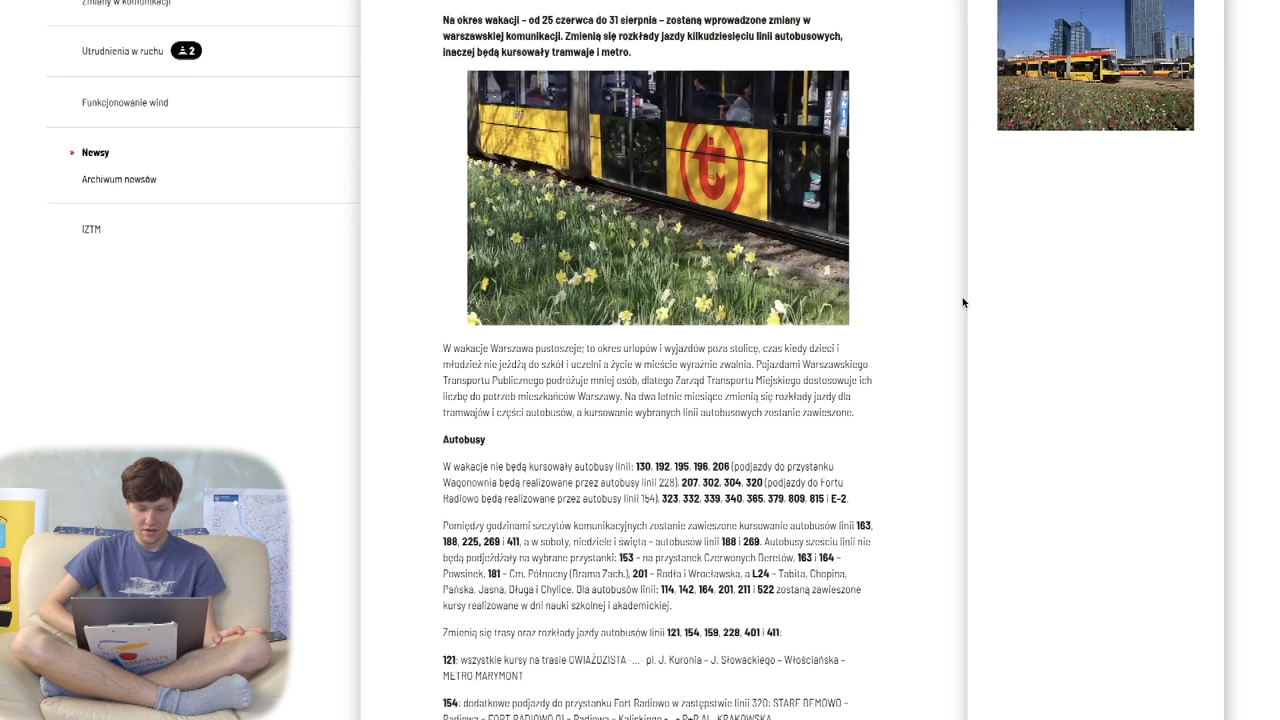 Zmiany w komunikacji
Utrudnienia w ruchu 2
Funkcjonowanie wind
» Newsy
Archiwum newsów
iZTM
Na okres wakacji – od 25 czerwca do 31 sierpnia – zostaną wprowadzone zmiany w
warszawskiej komunikacji. Zmienią się rozkłady jazdy kilkudziesięciu linii autobusowych,
inaczej będą kursowały tramwaje i metro.
t
W wakacje Warszawa pustoszeje; to okres urlopów i wyjazdów poza stolicę, czas kiedy dzieci i
młodzież nie jeżdżą do szkół i uczelni a życie w mieście wyraźnie zwalnia. Pojazdami Warszawskiego
Transportu Publicznego podróżuje mniej osób, dlatego Zarząd Transportu Miejskiego dostosowuje ich
liczbę do potrzeb mieszkańców Warszawy. Na dwa letnie miesiące zmienią się rozkłady jazdy dla
tramwajów i części autobusów, a kursowanie wybranych linii autobusowych zostanie zawieszone.
Autobusy
W wakacje nie będą kursowały autobusy linii: 130, 192, 195, 196, 206 (podjazdy do przystanku
Wagonownia będą realizowane przez autobusy linii 228), 207, 302, 304, 320 (podjazdy do Fortu
Radiowo będą realizowane przez autobusy linii 154), 323, 332, 339, 340, 365, 379, 809, 815 i E-2.
Pomiędzy godzinami szczytów komunikacyjnych zostanie zawieszone kursowanie autobusów linii 163,
188, 225, 269 i 411, a w soboty, niedziele i święta – autobusów linii 188 i 269. Autobusy sześciu linii nie
będą podjeżdżały na wybrane przystanki: 153 – na przystanek Czerwonych Beretów, 163 i 164 –
Powsinek, 181 – Cm. Północny (Brama Zach.), 201 – Rodła i Wrocławska, a L24 – Tabita, Chopina,
Pańska, Jasna, Długa i Chylice. Dla autobusów linii: 114, 142, 164, 201, 211 i 522 zostaną zawieszone
kursy realizowane w dni nauki szkolnej i akademickiej.
Zmienią się trasy oraz rozkłady jazdy autobusów linii 121, 154, 159, 228, 401 i 411:
121: wszystkie kursy na trasie GWIAŹDZISTA – ... – pl. J. Kuronia – J. Słowackiego – Włościańska –
METRO MARYMONT
154: dodatkowe podjazdy do przystanku Fort Radiowo w zastępstwie linii 320: STARE BEMOWO –
Radiowa – FORT RADIOWO 01 – Radiowa – Kaliskiego – ... – P+R AL. KRAKOWSKA